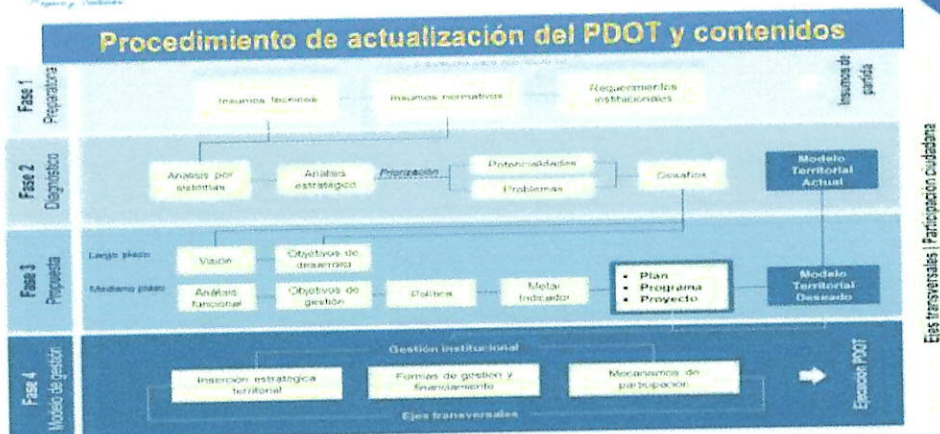 Procedimiento de actualización del PDOT y contenidos
Fase 1
Preparatoria
Insumos técnicos
Insumos normativos
Requerimientos
institucionales
Insumos de
partida
Fase 2
Diagnóstico
Análisis por
sistemas
Análisis
estratégico
Priorización
Potencialidades
Problemas
Desafíos
Modelo
Territorial
Actual
Fase 3
Propuesta
Largo plazo
Visión
Objetivos de
desarrollo
Mediano plazo
Análisis
funcional
Objetivos de
gestión
Política
Meta/
Indicador
• Plan
• Programa
• Proyecto
Modelo
Territorial
Deseado
Fase 4
Modelo de gestión
Gestión institucional
Inserción estratégica
territorial
Formas de gestión y
financiamiento
Mecanismos de
participación
Ejes transversales
Ejecución PDOT
Ejes transversales | Participación ciudadana